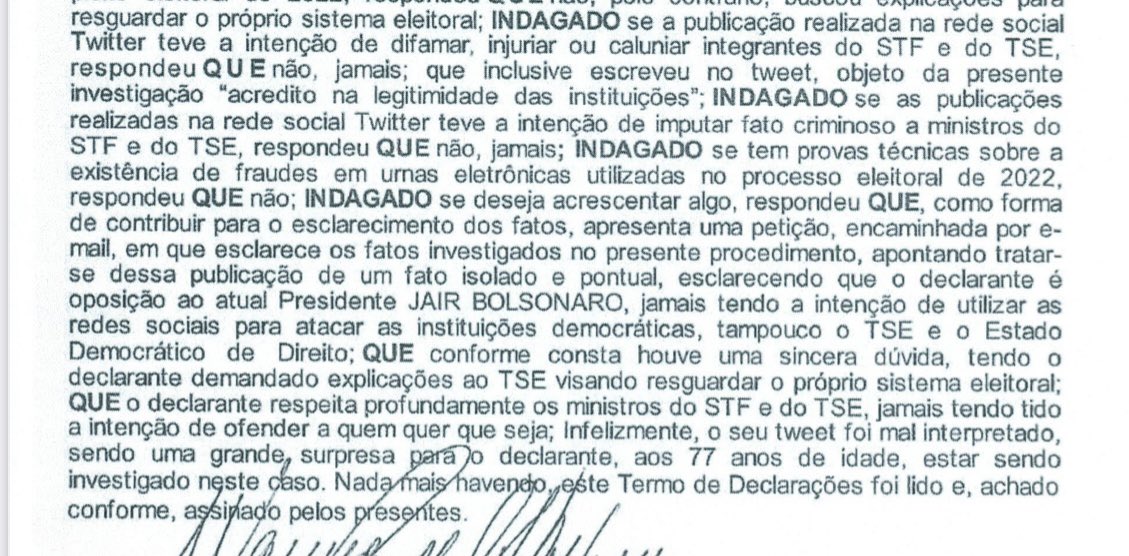 resguardar o próprio sistema eleitoral; INDAGADO se a publicação realizada na rede social
Twitter teve a intenção de difamar, injuriar ou caluniar integrantes do STF e do TSE,
respondeu QUE não, jamais; que inclusive escreveu no tweet, objeto da presente
investigação "acredito na legitimidade das instituições"; INDAGADO se as publicações
realizadas na rede social Twitter teve a intenção de imputar fato criminoso a ministros do
STF e do TSE, respondeu QUE não, jamais; INDAGADO se tem provas técnicas sobre a
existência de fraudes em urnas eletrônicas utilizadas no processo eleitoral de 2022,
respondeu QUE não; INDAGADO se deseja acrescentar algo, respondeu QUE, como forma
de contribuir para o esclarecimento dos fatos, apresenta uma petição, encaminhada por e-
mail, em que esclarece os fatos investigados no presente procedimento, apontando tratar-
se dessa publicação de um fato isolado e pontual, esclarecendo que o declarante é
oposição ao atual Presidente JAIR BOLSONARO, jamais tendo a intenção de utilizar as
redes sociais para atacar as instituições democráticas, tampouco o TSE e o Estado
Democrático de Direito; QUE conforme consta houve uma sincera dúvida, tendo o
declarante demandado explicações ao TSE visando resguardar o próprio sistema eleitoral;
QUE o declarante respeita profundamente os ministros do STF e do TSE, jamais tendo tido
a intenção de ofender a quem quer que seja; Infelizmente, o seu tweet foi mal interpretado,
sendo uma grande surpresa para o declarante, aos 77 anos de idade, estar sendo
investigado neste caso. Nada mais havendo, este Termo de Declarações foi lido e, achado
conforme, assinado pelos presentes.